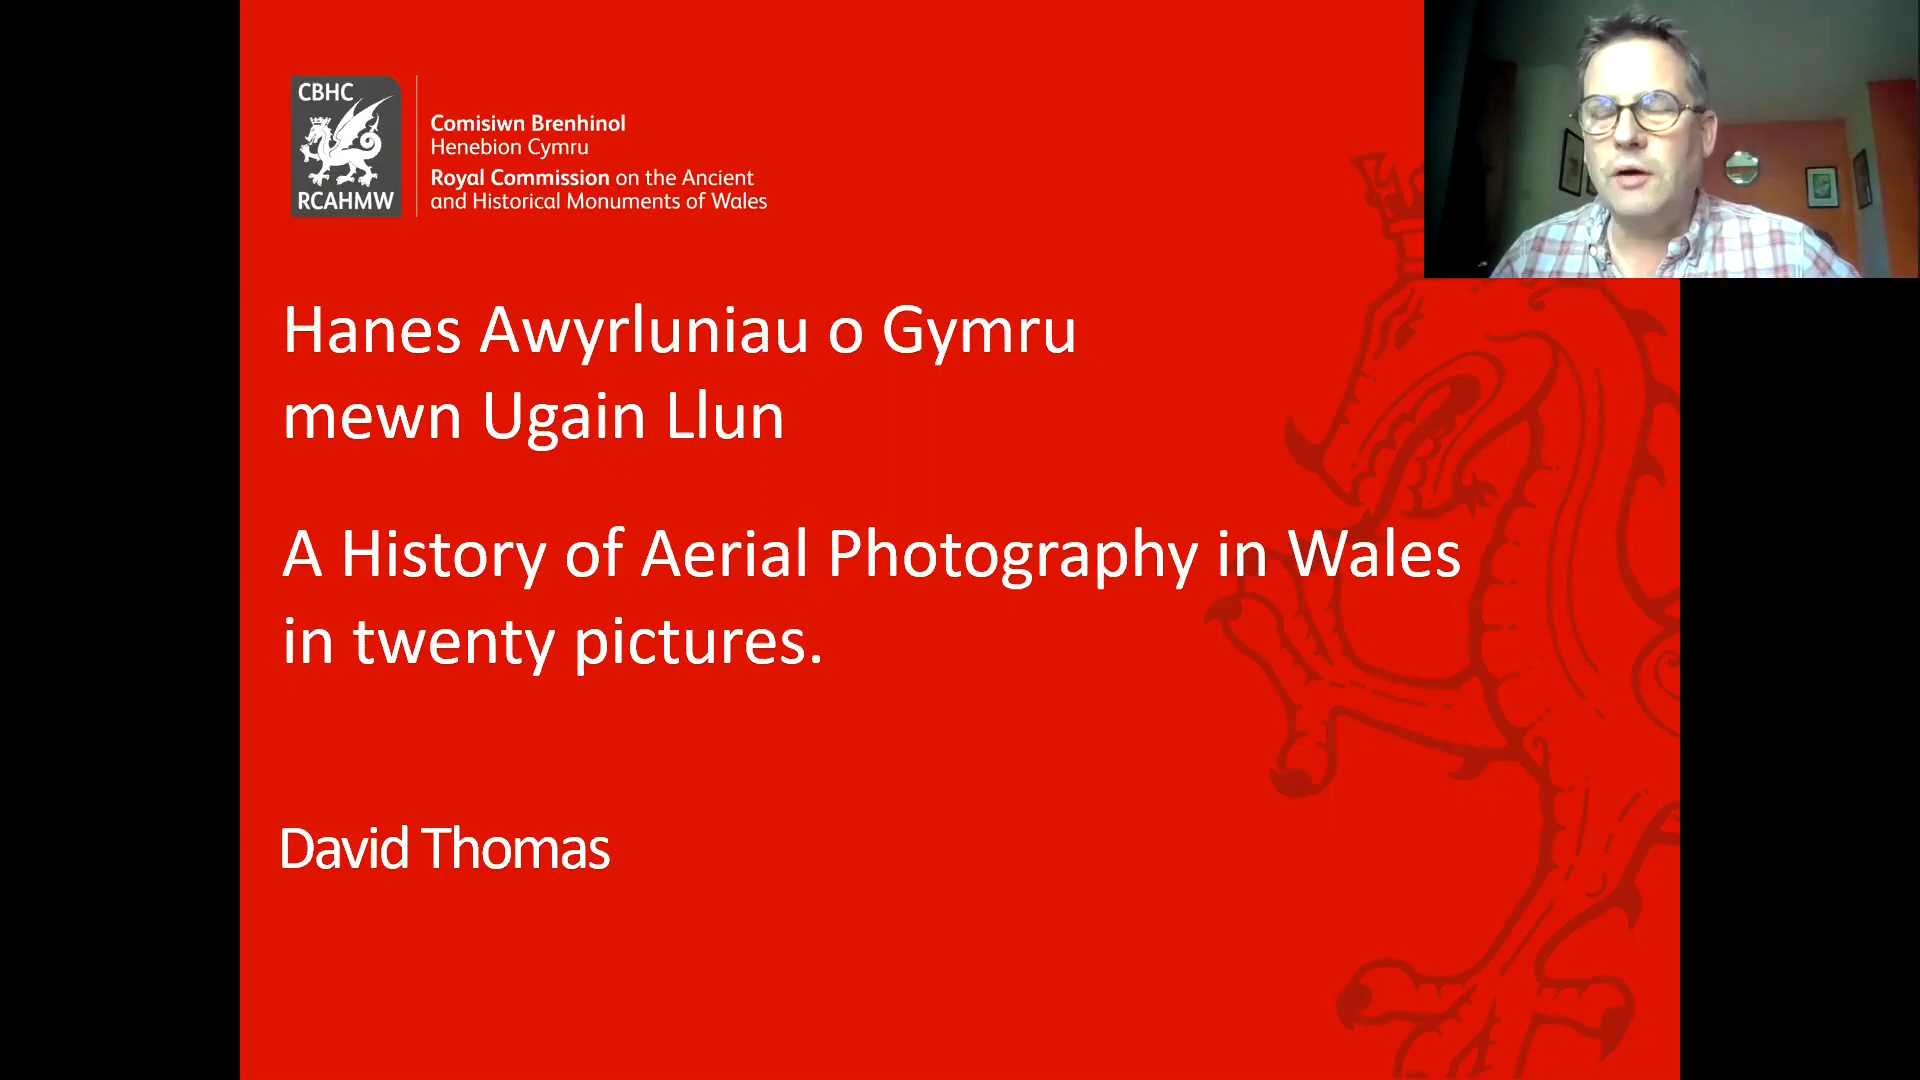 CBHC
RCAHMW
Comisiwn Brenhinol
Henebion Cymru
Royal Commission on the Ancient
and Historical Monuments of Wales
Hanes Awyrluniau o Gymru
mewn Ugain Llun
A History of Aerial Photography in Wales
in twenty pictures.
David Thomas